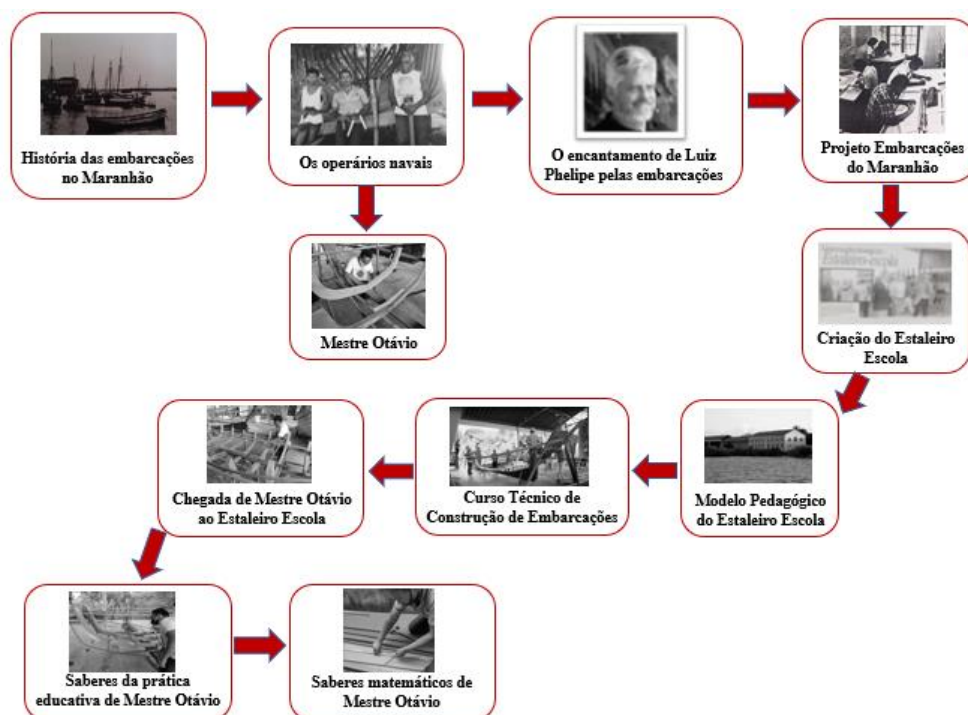 História das embarcações
no Maranhão
Os operários navais
O encantamento de Luiz
Phelipe pelas embarcações
Projeto Embarcações
do Maranhão
Mestre Otávio
Estaleiro-escola
Criação do Estaleiro
Escola
Chegada de Mestre Otávio
ao Estaleiro Escola
Curso Técnico de
Construção de Embarcações
Modelo Pedagógico
do Estaleiro Escola
Saberes da prática
educativa de Mestre Otávio
Saberes matemáticos de
Mestre Otávio